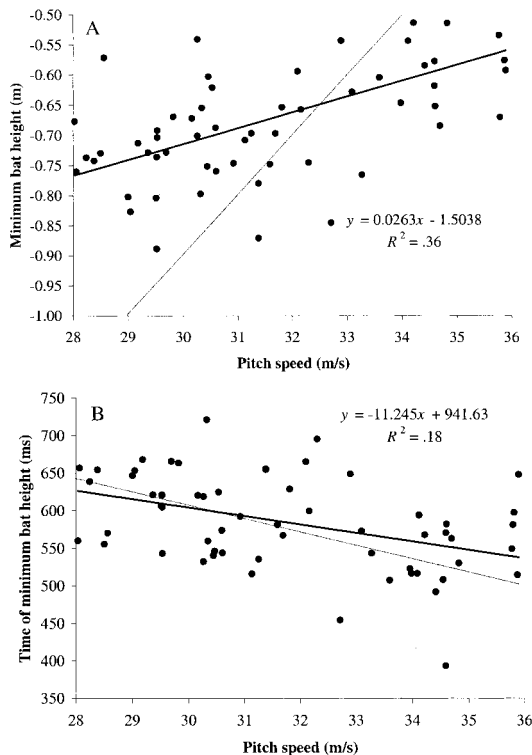 A
Minimum bat height (m)
-0.50
-0.55
-0.60
-0.65
-0.70
-0.75
-0.80
-0.85
-0.90
-0.95
-1.00
y = 0.0263x - 1.5038
R² = .36
28 29 30 31 32 33 34 35 36
Pitch speed (m/s)
B
Time of minimum bat height (ms)
750
700
650
600
550
500
450
400
350
y = -11.245x + 941.63
R² = .18
28 29 30 31 32 33 34 35 36
Pitch speed (m/s)